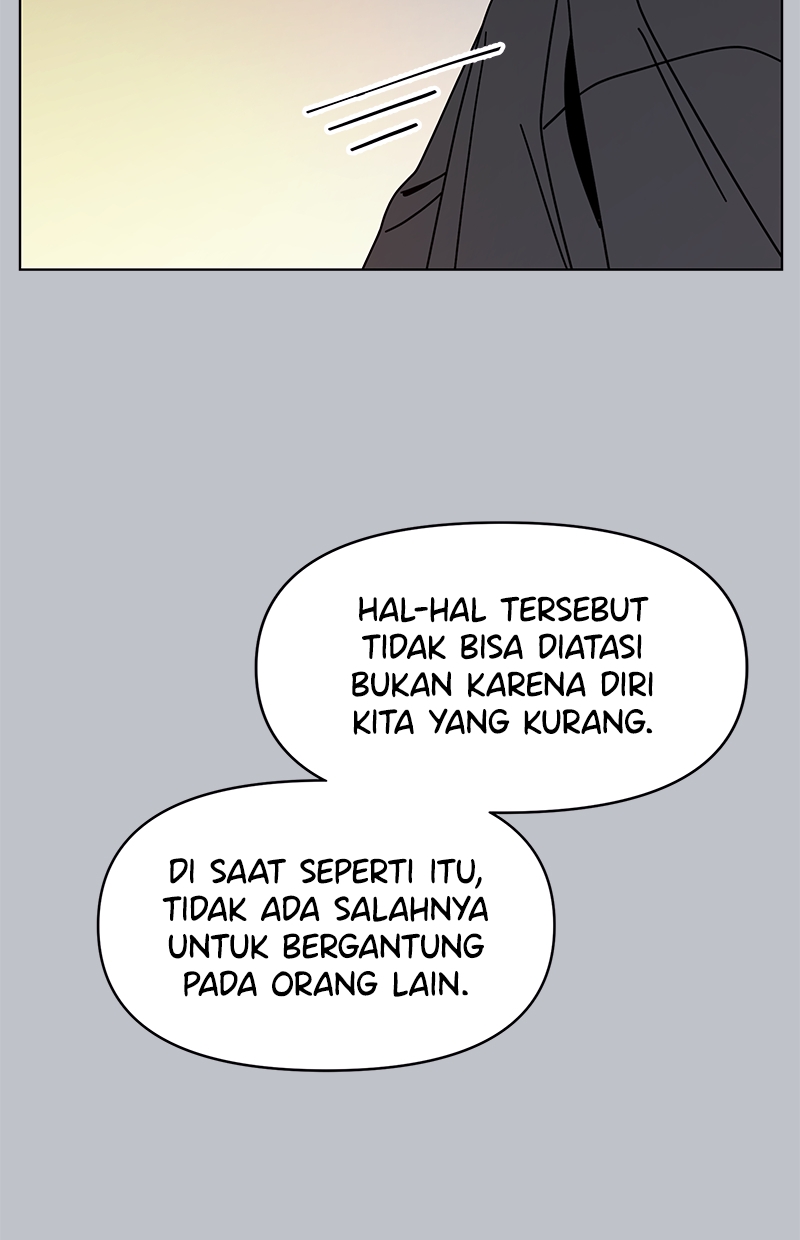 HAL-HAL TERSEBUT
TIDAK BISA DIATASI
BUKAN KARENA DIRI
KITA YANG KURANG.
DI SAAT SEPERTI ITU,
TIDAK ADA SALAHNYA
UNTUK BERGANTUNG
PADA ORANG LAIN.